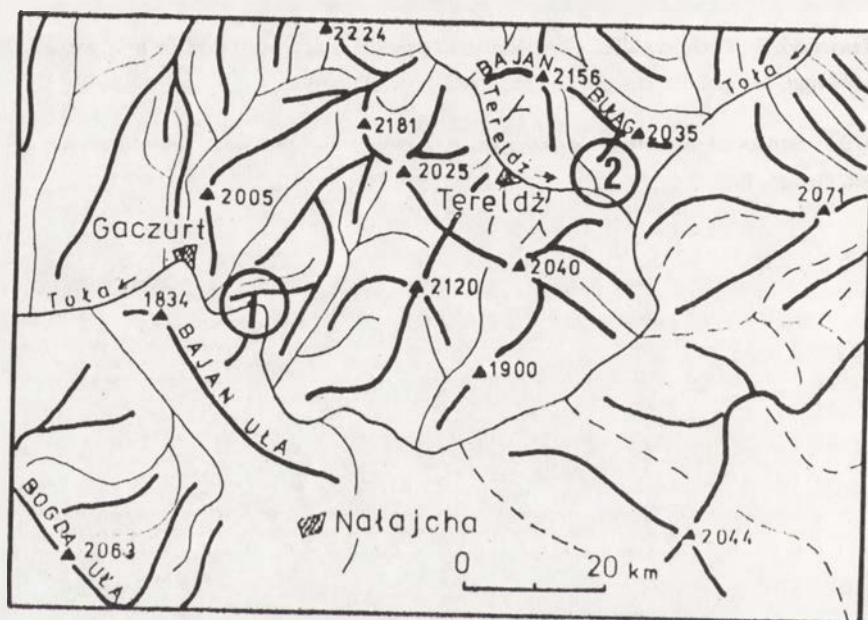 2224
BAJAN BUŁAG
2156
Toła ←
2181
Tereldż →
2035
2025
2
2005
Tereldż
2071
Gaczurt
2040
Toła ←
1834
1
2120
BAJAN UŁA
1900
Nałajcha
BOGDA UŁA
2063
2044
0 20 km